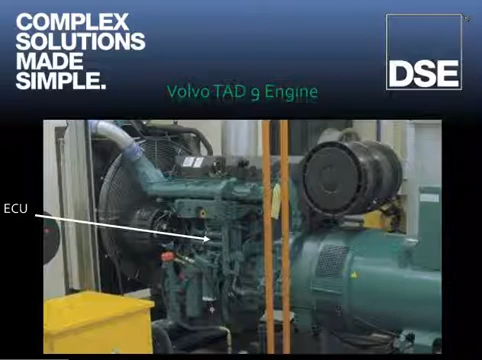 COMPLEX
SOLUTIONS
MADE
SIMPLE.
DSE
Volvo TAD 9 Engine
ECU